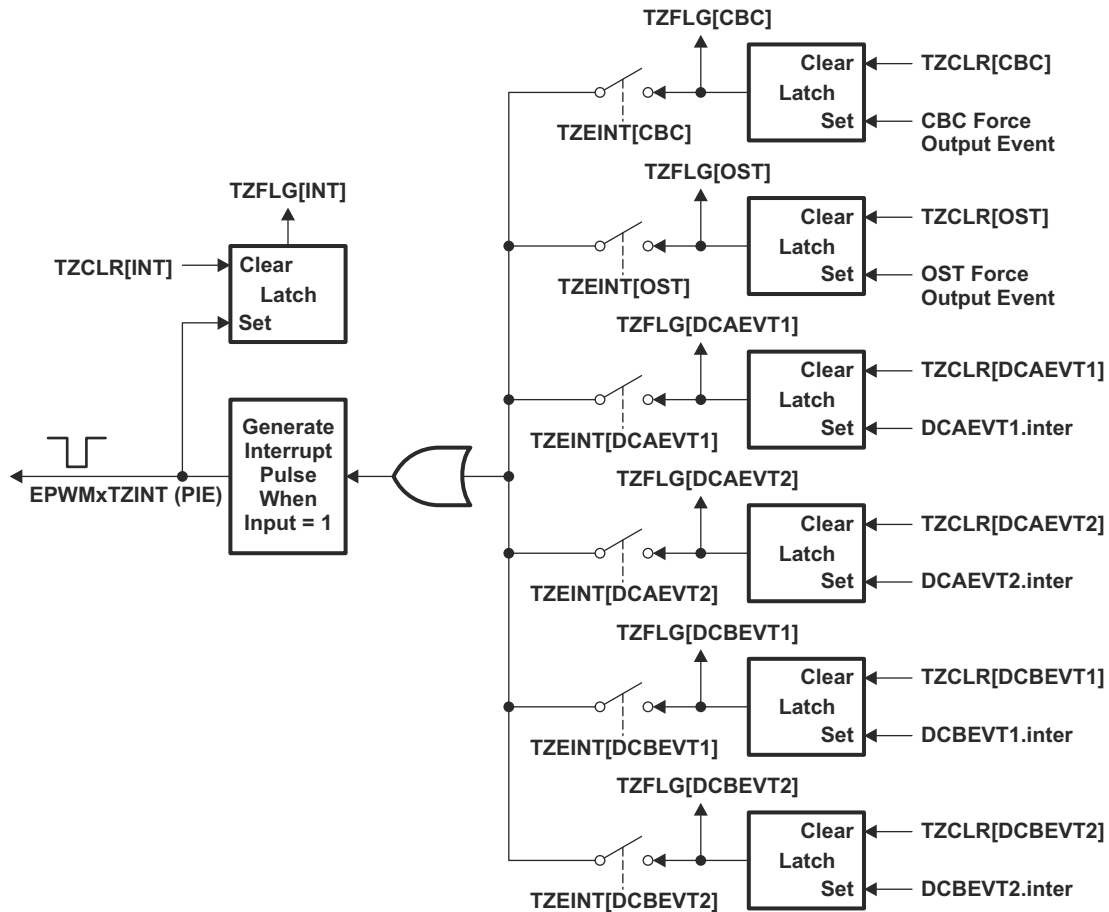 TZFLG[CBC]
Clear
Latch
Set
TZCLR[CBC]
CBC Force
Output Event
TZEINT[CBC]
TZFLG[OST]
Clear
Latch
Set
TZCLR[OST]
OST Force
Output Event
TZEINT[OST]
TZFLG[INT]
TZCLR[INT]
Clear
Latch
Set
TZFLG[DCAEVT1]
Clear
Latch
Set
TZCLR[DCAEVT1]
DCAEVT1.inter
TZEINT[DCAEVT1]
Generate
Interrupt
Pulse
When
Input = 1
EPWMxTZINT (PIE)
TZFLG[DCAEVT2]
Clear
Latch
Set
TZCLR[DCAEVT2]
DCAEVT2.inter
TZEINT[DCAEVT2]
TZFLG[DCBEVT1]
Clear
Latch
Set
TZCLR[DCBEVT1]
DCBEVT1.inter
TZEINT[DCBEVT1]
TZFLG[DCBEVT2]
Clear
Latch
Set
TZCLR[DCBEVT2]
DCBEVT2.inter
TZEINT[DCBEVT2]